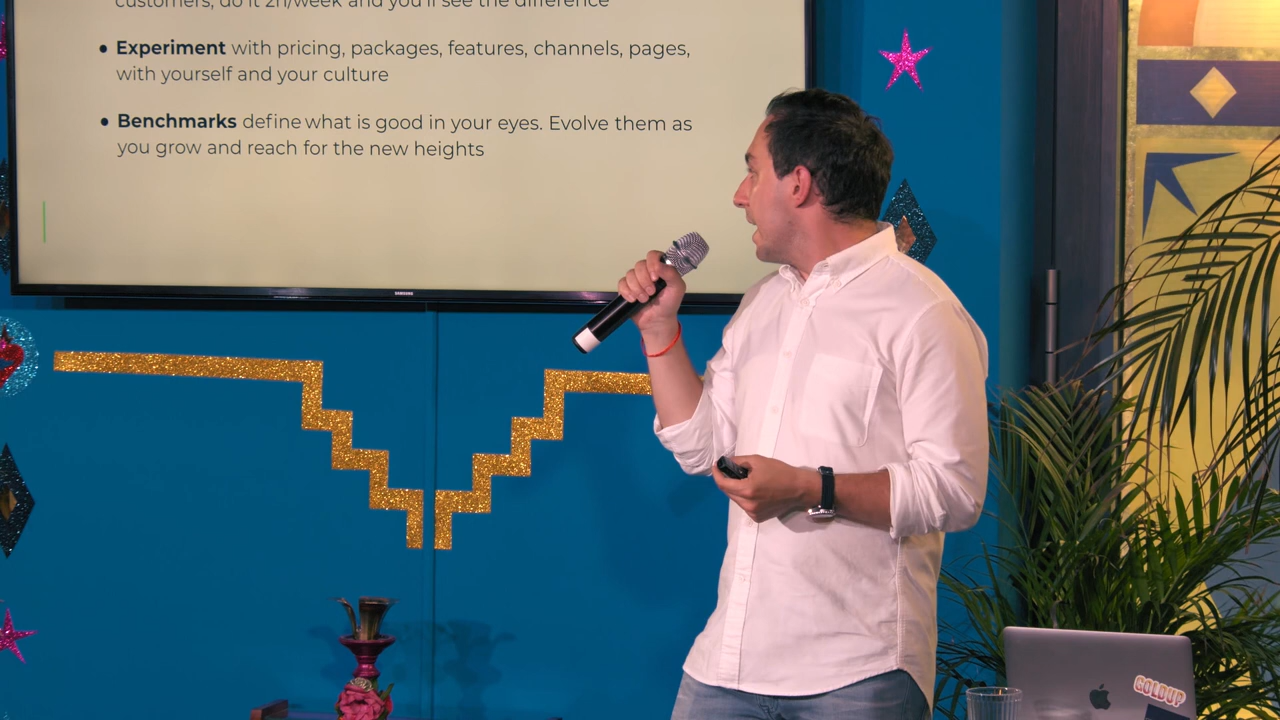 customers, do it 2h/week and you'll see the difference
• Experiment with pricing, packages, features, channels, pages,
with yourself and your culture
• Benchmarks define what is good in your eyes. Evolve them as
you grow and reach for the new heights
SAMSUNG
GOLDUP